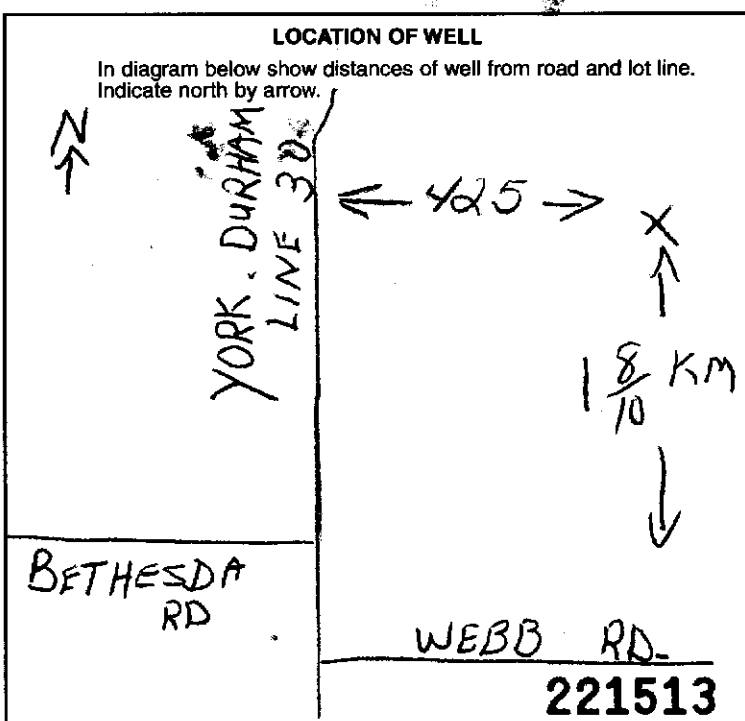 LOCATION OF WELL
In diagram below show distances of well from road and lot line.
Indicate north by arrow.
N
YORK. DURHAM
LINE 30
425
X
1 8/10 KM
BETHESDA
RD
WEBB RD.
221513